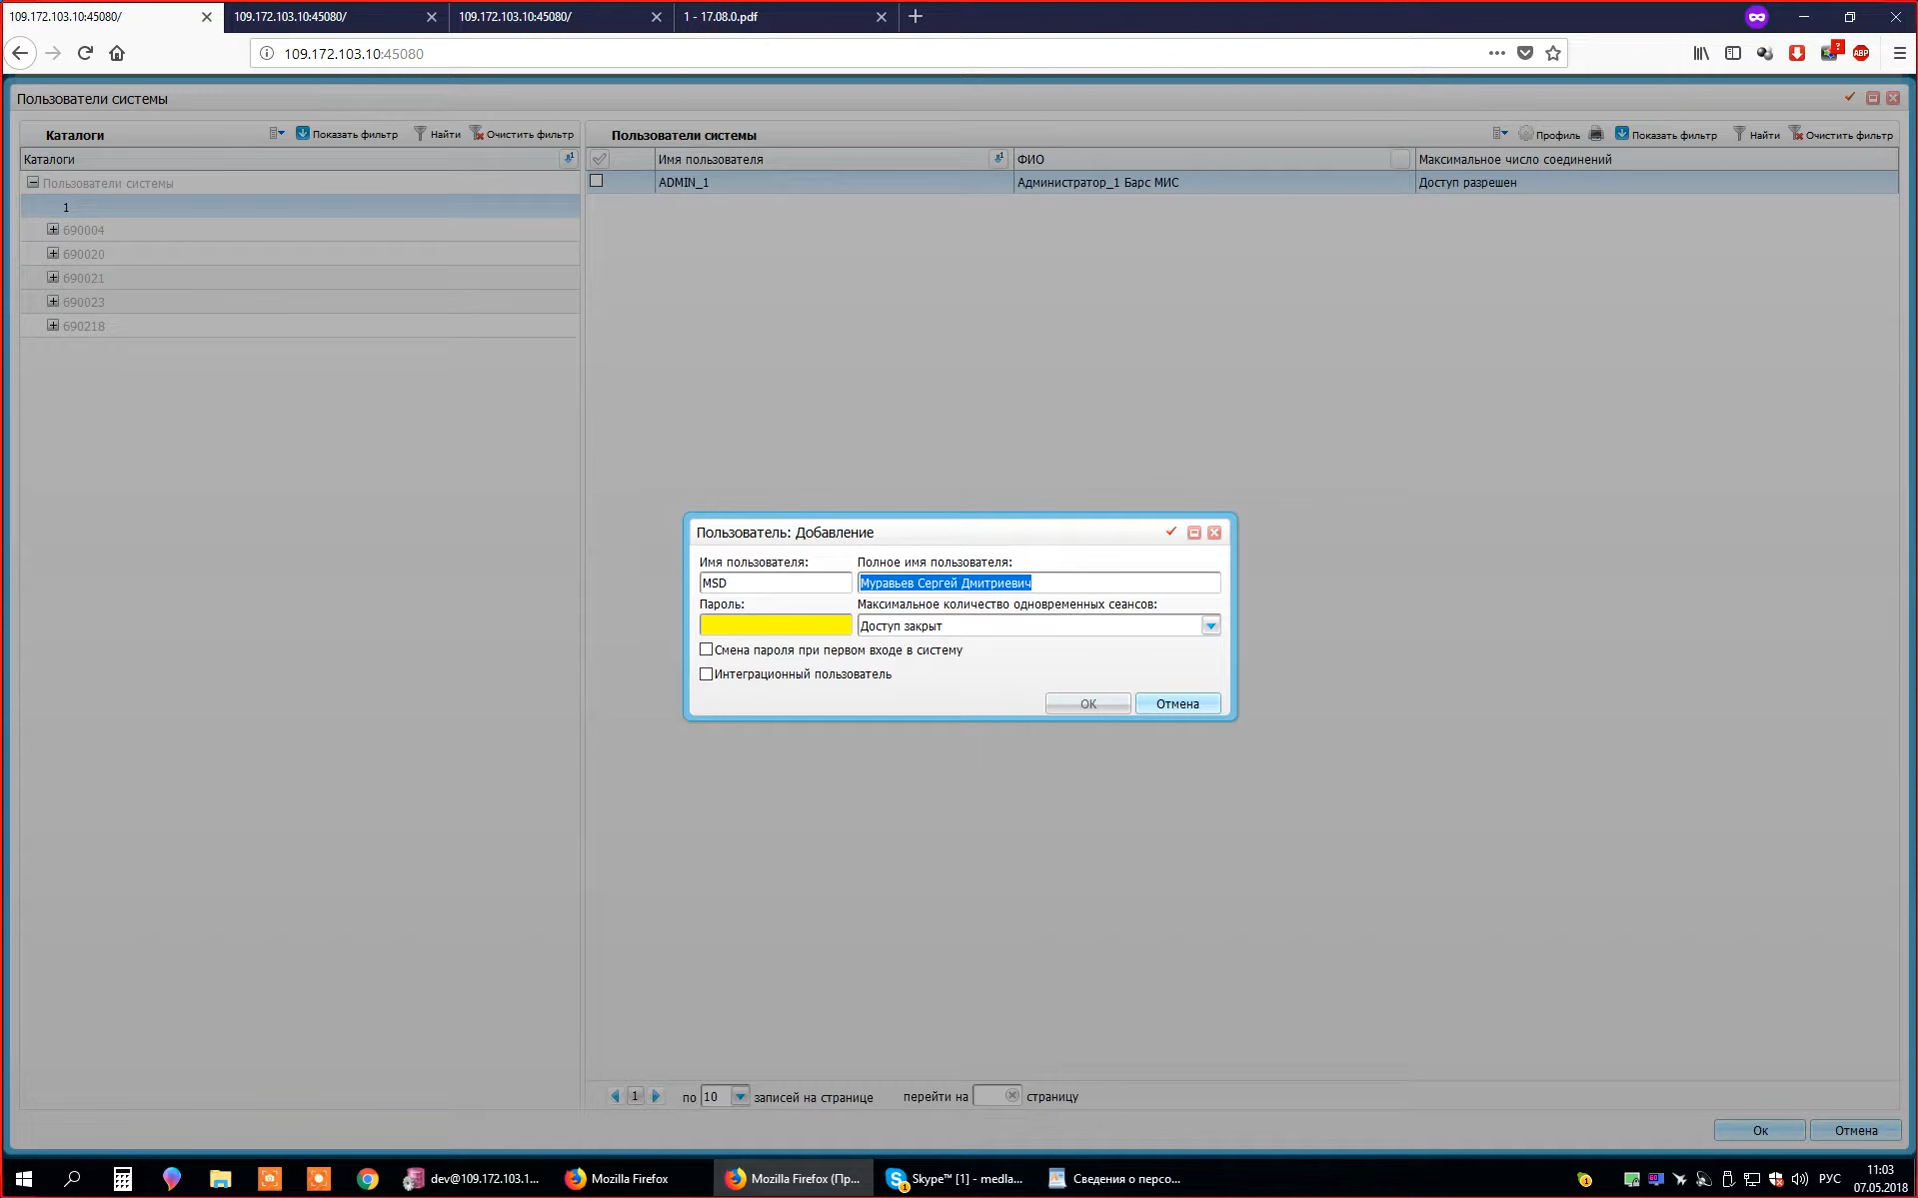 109.172.103.10:45080/
109.172.103.10:45080/
109.172.103.10:45080/
1 - 17.08.0.pdf
109.172.103.10:45080
Пользователи системы
Каталоги
Показать фильтр
Найти
Очистить фильтр
Каталоги
Пользователи системы
1
690004
690020
690021
690023
690218
Пользователи системы
Профиль
Показать фильтр
Найти
Очистить фильтр
Имя пользователя
ФИО
Максимальное число соединений
ADMIN_1
Администратор_1 Барс МИС
Доступ разрешен
Пользователь: Добавление
Имя пользователя:
Полное имя пользователя:
MSD
Муравьев Сергей Дмитриевич
Пароль:
Максимальное количество одновременных сеансов:
Доступ закрыт
Смена пароля при первом входе в систему
Интеграционный пользователь
OK
Отмена
1
по 10 записей на странице
перейти на
страницу
Ок
Отмена
dev@109.172.103.1...
Mozilla Firefox
Mozilla Firefox (Пр...
Skype™ [1] - medla...
Сведения о персо...
РУС
11:03
07.05.2018